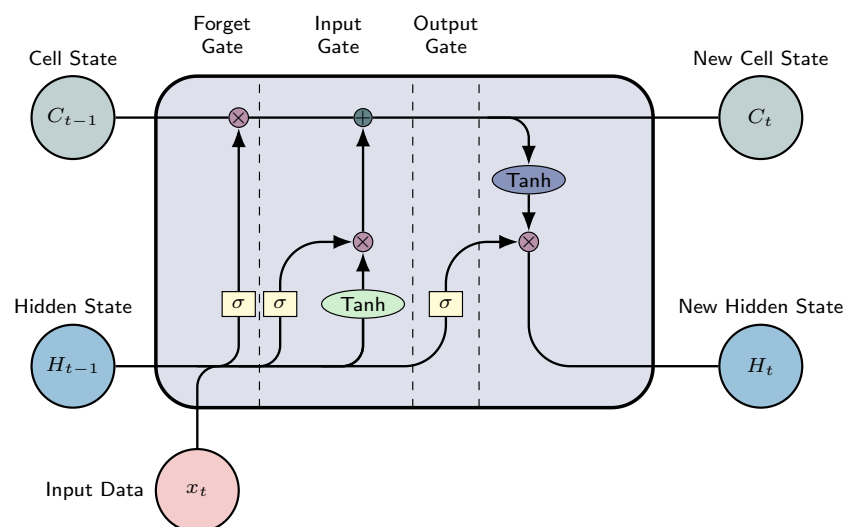 Forget
Gate
Input
Gate
Output
Gate
Cell State
New Cell State
C_{t−1}
×
+
C_t
Tanh
×
×
σ
σ
Tanh
σ
Hidden State
New Hidden State
H_{t−1}
H_t
Input Data
x_t